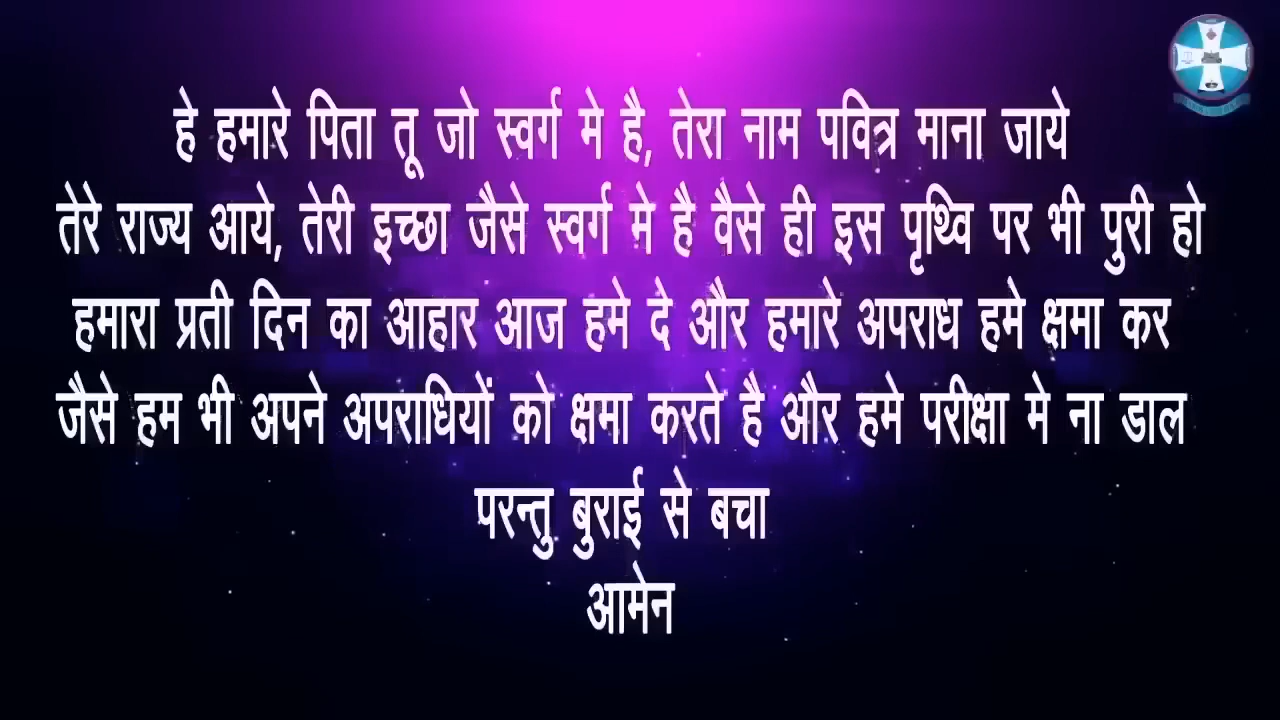 हे हमारे पिता तू जो स्वर्ग मे है, तेरा नाम पवित्र माना जाये
तेरे राज्य आये, तेरी इच्छा जैसे स्वर्ग मे है वैसे ही इस पृथ्वि पर भी पुरी हो
हमारा प्रती दिन का आहार आज हमे दे और हमारे अपराध हमे क्षमा कर
जैसे हम भी अपने अपराधियों को क्षमा करते है और हमे परीक्षा मे ना डाल
परन्तु बुराई से बचा
आमेन